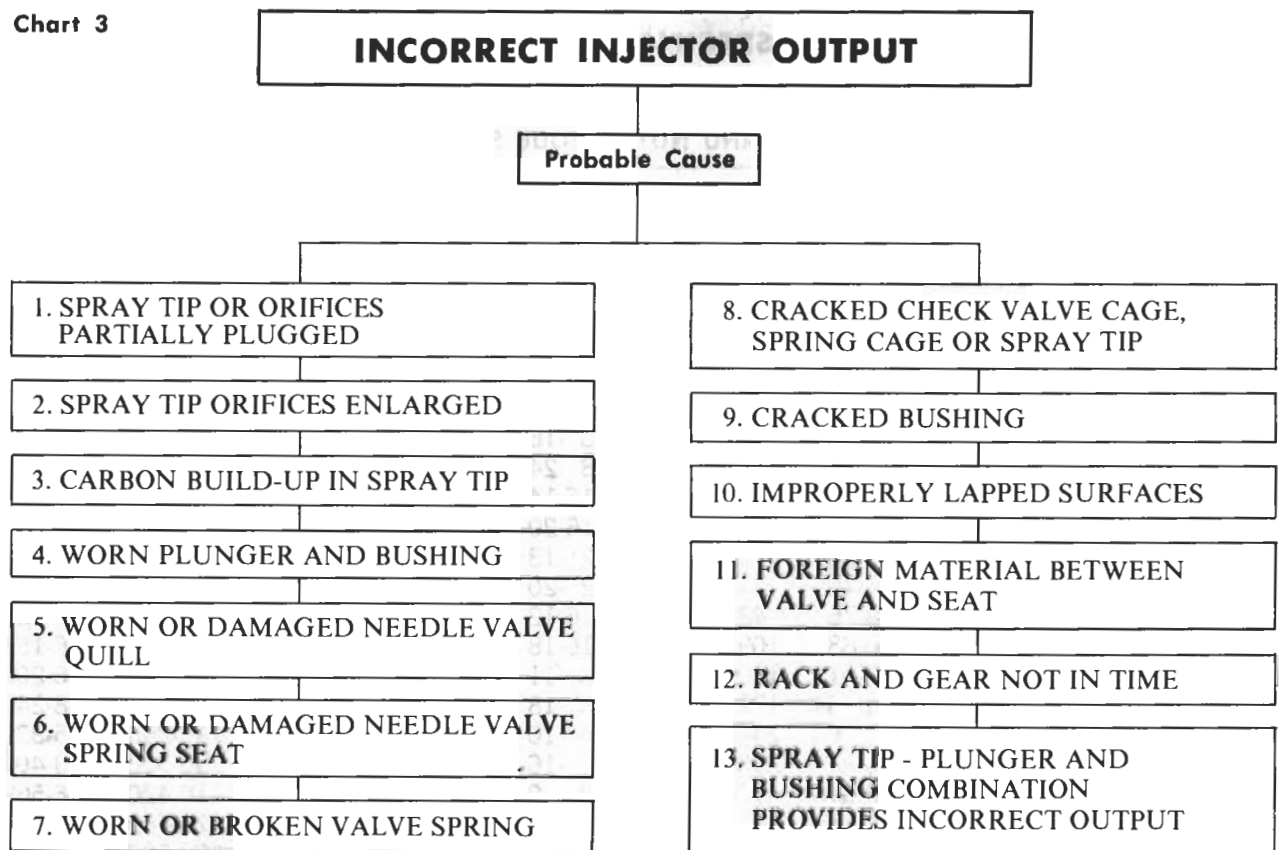 Chart 3
INCORRECT INJECTOR OUTPUT
Probable Cause
1. SPRAY TIP OR ORIFICES
PARTIALLY PLUGGED
2. SPRAY TIP ORIFICES ENLARGED
3. CARBON BUILD-UP IN SPRAY TIP
4. WORN PLUNGER AND BUSHING
5. WORN OR DAMAGED NEEDLE VALVE
QUILL
6. WORN OR DAMAGED NEEDLE VALVE
SPRING SEAT
7. WORN OR BROKEN VALVE SPRING
8. CRACKED CHECK VALVE CAGE,
SPRING CAGE OR SPRAY TIP
9. CRACKED BUSHING
10. IMPROPERLY LAPPED SURFACES
11. FOREIGN MATERIAL BETWEEN
VALVE AND SEAT
12. RACK AND GEAR NOT IN TIME
13. SPRAY TIP - PLUNGER AND
BUSHING COMBINATION
PROVIDES INCORRECT OUTPUT